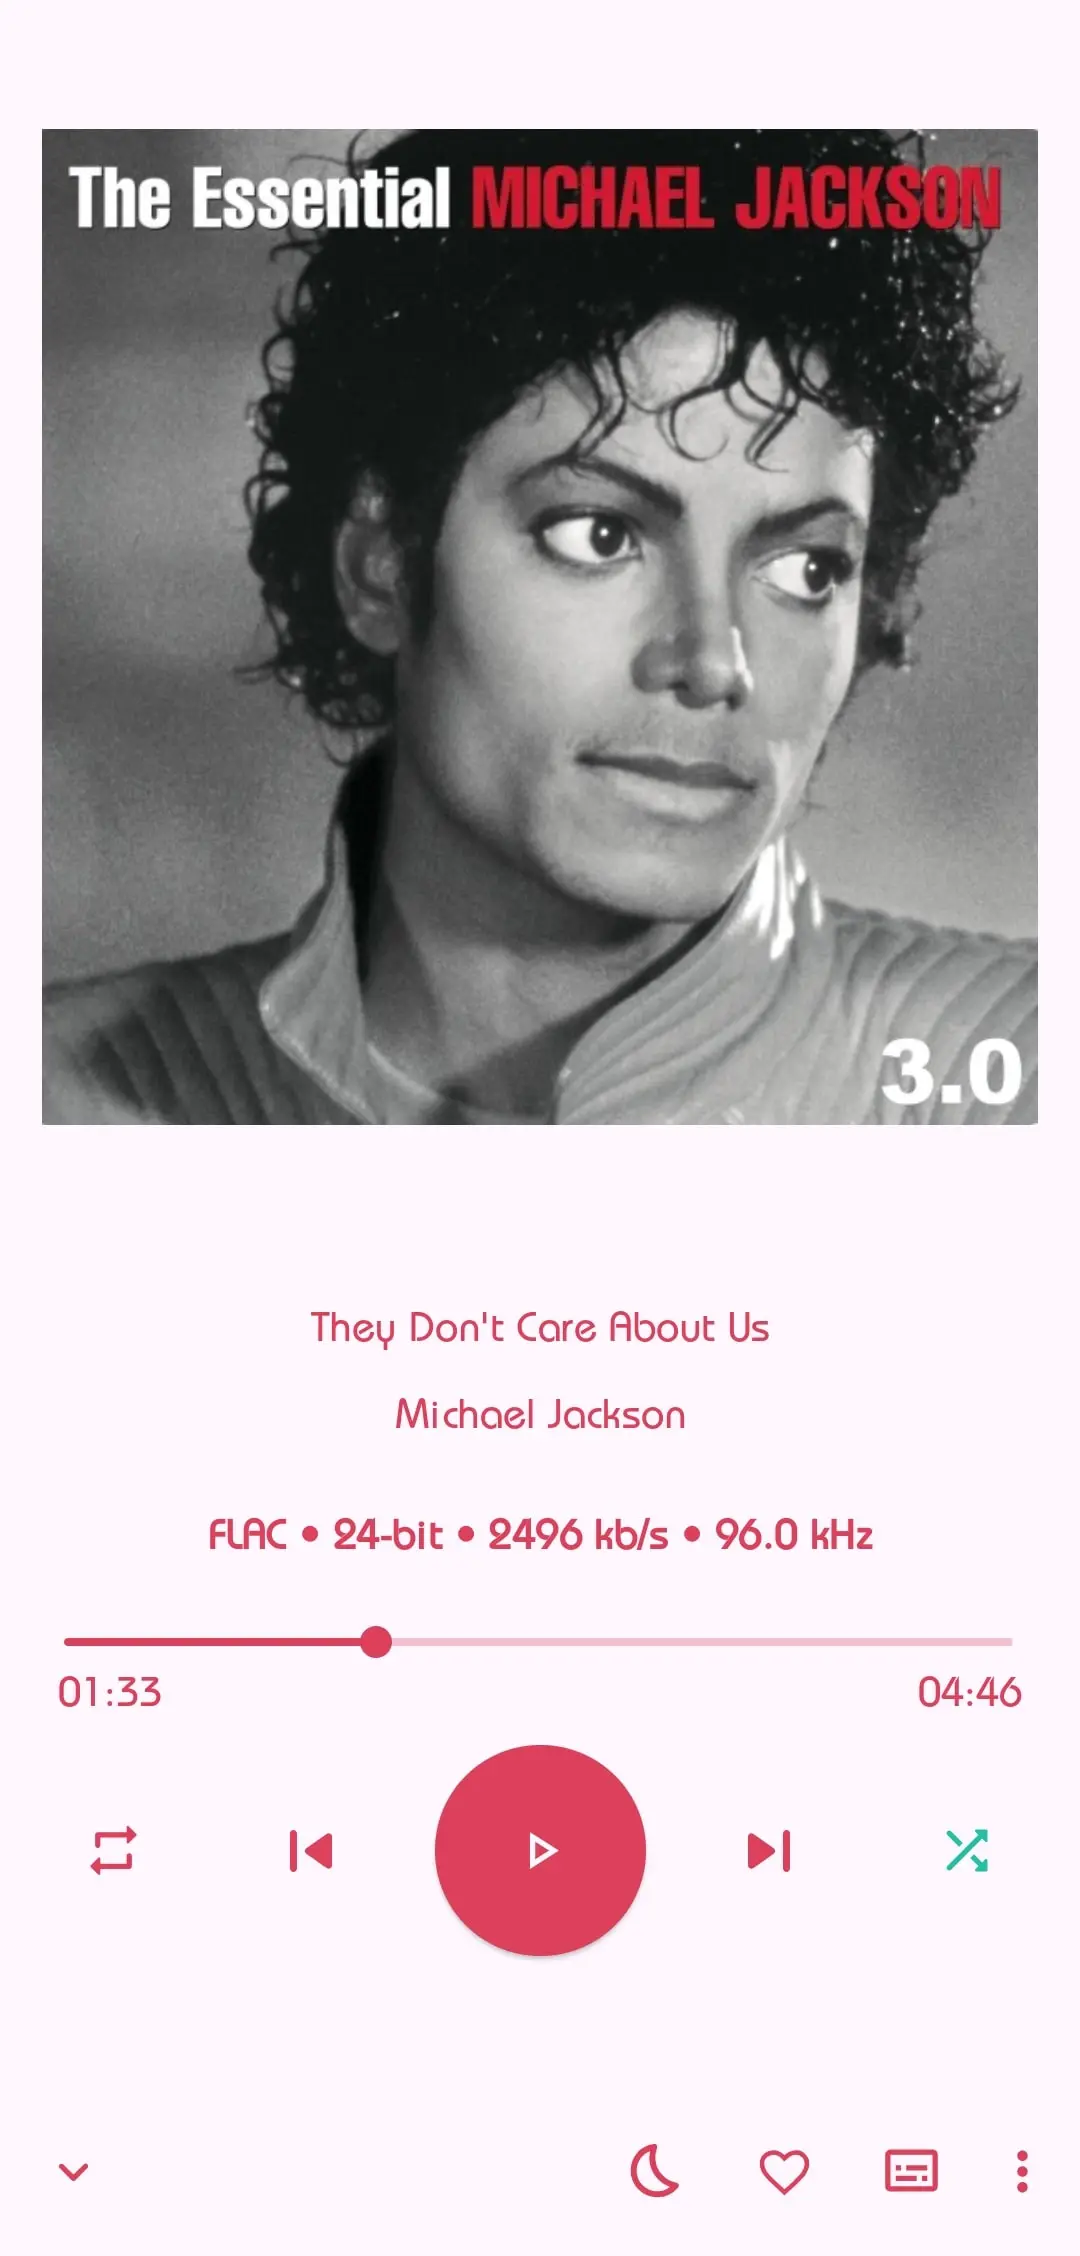 The Essential MICHAEL JACKSON
3.0
They Don't Care About Us
Michael Jackson
FLAC • 24-bit • 2496 kb/s • 96.0 kHz
01:33 04:46